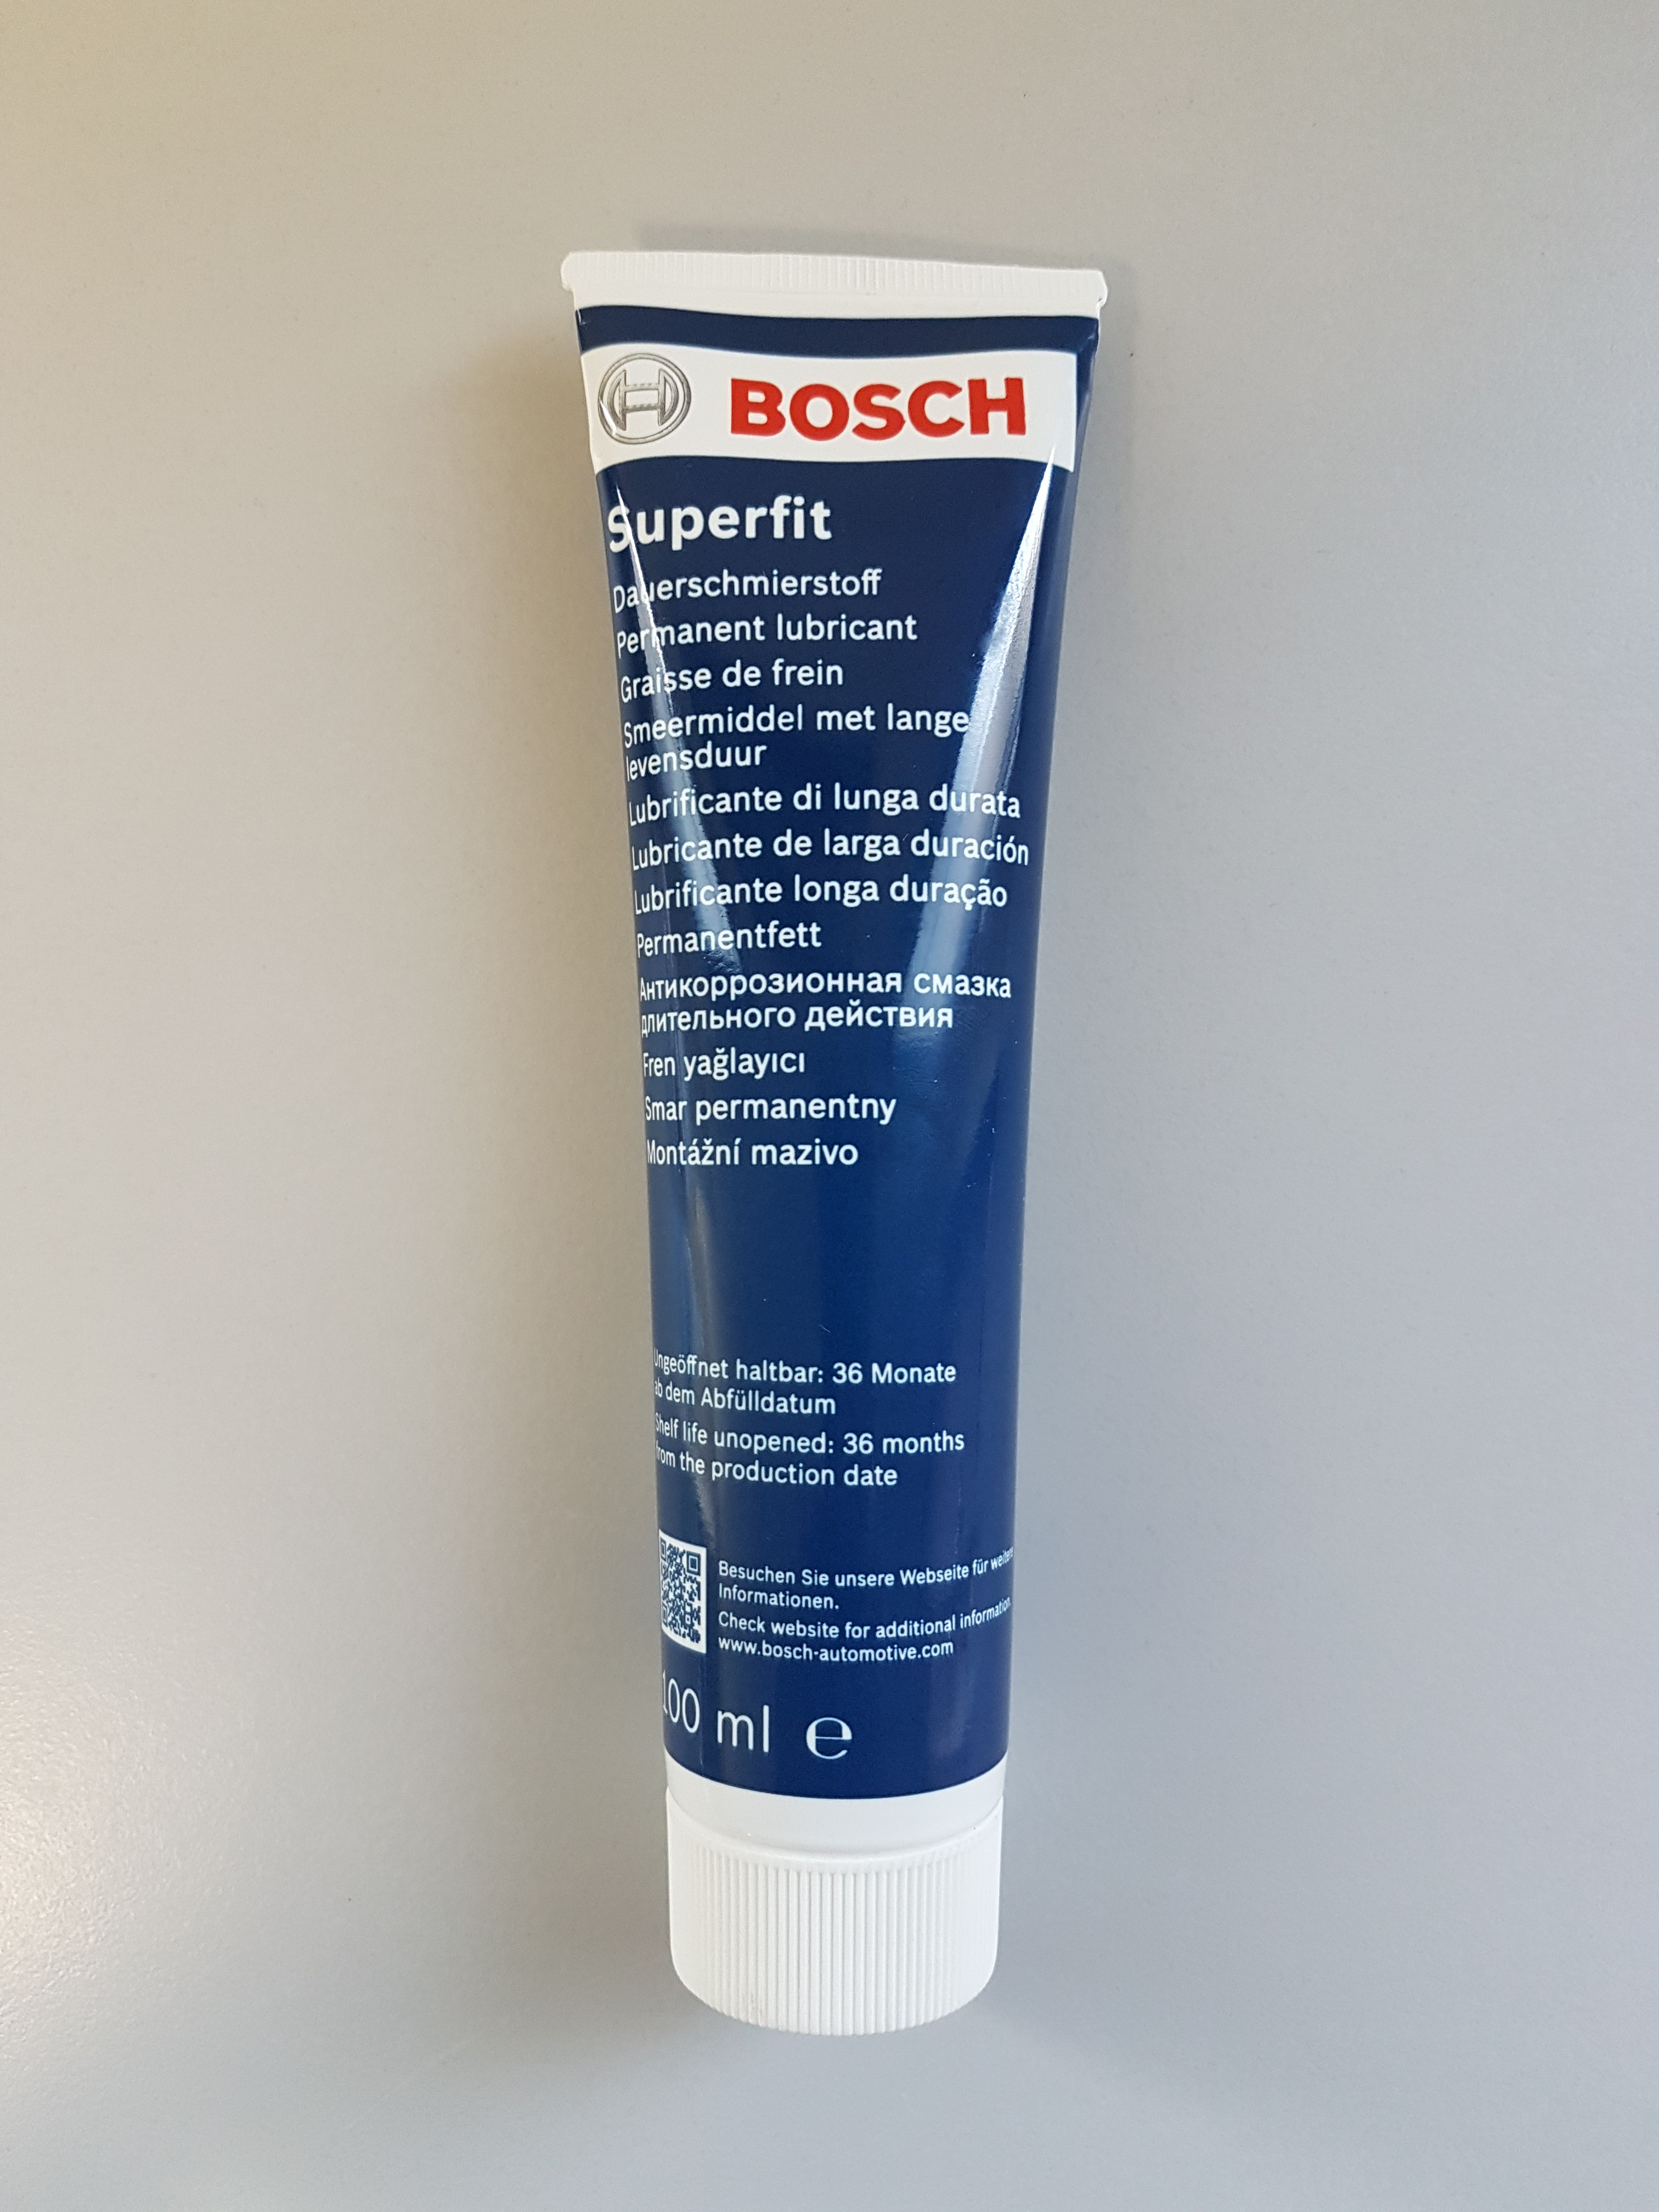 BOSCH
Superfit
Dauerschmierstoff
Permanent lubricant
Graisse de frein
Smeermiddel met lange
levensduur
Lubrificante di lunga durata
Lubricante de larga duración
Lubrificante longa duração
Permanentfett
Антикоррозионная смазка
длительного действия
Fren yağlayıcı
Smar permanentny
Montážní mazivo
Ungeöffnet haltbar: 36 Monate
ab dem Abfülldatum
Shelf life unopened: 36 months
from the production date
Besuchen Sie unsere Webseite für weitere
Informationen.
Check website for additional information.
www.bosch-automotive.com
100 ml ℮